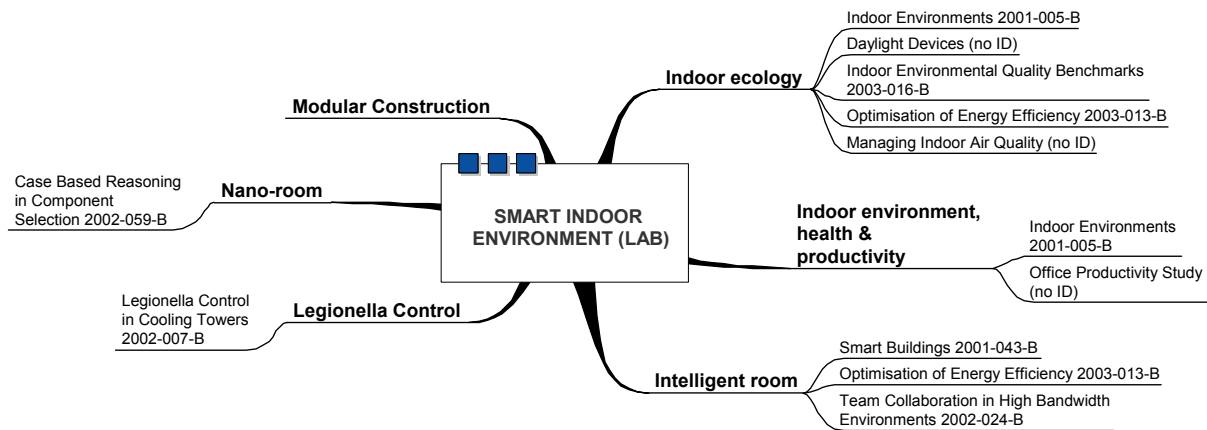 SMART INDOOR
ENVIRONMENT (LAB)
Indoor ecology
Indoor Environments 2001-005-B
Daylight Devices (no ID)
Indoor Environmental Quality Benchmarks
2003-016-B
Optimisation of Energy Efficiency 2003-013-B
Managing Indoor Air Quality (no ID)
Indoor environment,
health &
productivity
Indoor Environments
2001-005-B
Office Productivity Study
(no ID)
Intelligent room
Smart Buildings 2001-043-B
Optimisation of Energy Efficiency 2003-013-B
Team Collaboration in High Bandwidth
Environments 2002-024-B
Modular Construction
Nano-room
Case Based Reasoning
in Component
Selection 2002-059-B
Legionella Control
Legionella Control
in Cooling Towers
2002-007-B